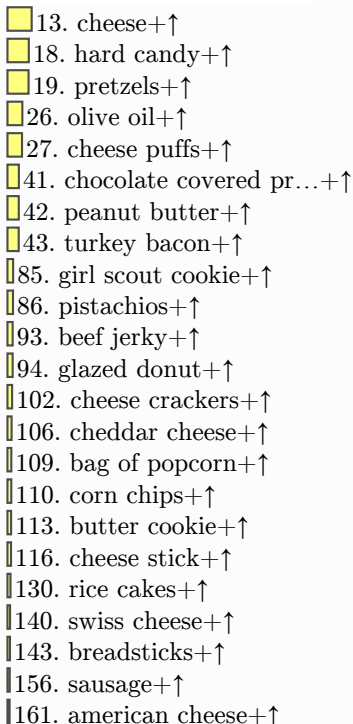 13. cheese+↑
18. hard candy+↑
19. pretzels+↑
26. olive oil+↑
27. cheese puffs+↑
41. chocolate covered pr...+↑
42. peanut butter+↑
43. turkey bacon+↑
85. girl scout cookie+↑
86. pistachios+↑
93. beef jerky+↑
94. glazed donut+↑
102. cheese crackers+↑
106. cheddar cheese+↑
109. bag of popcorn+↑
110. corn chips+↑
113. butter cookie+↑
116. cheese stick+↑
130. rice cakes+↑
140. swiss cheese+↑
143. breadsticks+↑
156. sausage+↑
161. american cheese+↑